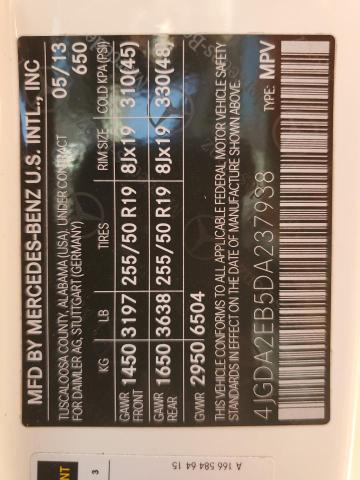 MFD BY MERCEDES-BENZ U.S. INTL., INC
TUSCALOOSA COUNTY, ALABAMA (USA), UNDER CONTRACT 05/13
FOR DAIMLER AG, STUTTGART (GERMANY) 650
KG LB TIRES RIM SIZE COLD KPA(PSI)
GAWR FRONT 1450 3197 255/50 R19 8Jx19 310(45)
GAWR REAR 1650 3638 255/50 R19 8Jx19 330(48)
GVWR 2950 6504
THIS VEHICLE CONFORMS TO ALL APPLICABLE FEDERAL MOTOR VEHICLE SAFETY
STANDARDS IN EFFECT ON THE DATE OF MANUFACTURE SHOWN ABOVE.
4JGDA2EB5DA237938 TYPE: MPV
3
A 166 584 64 15